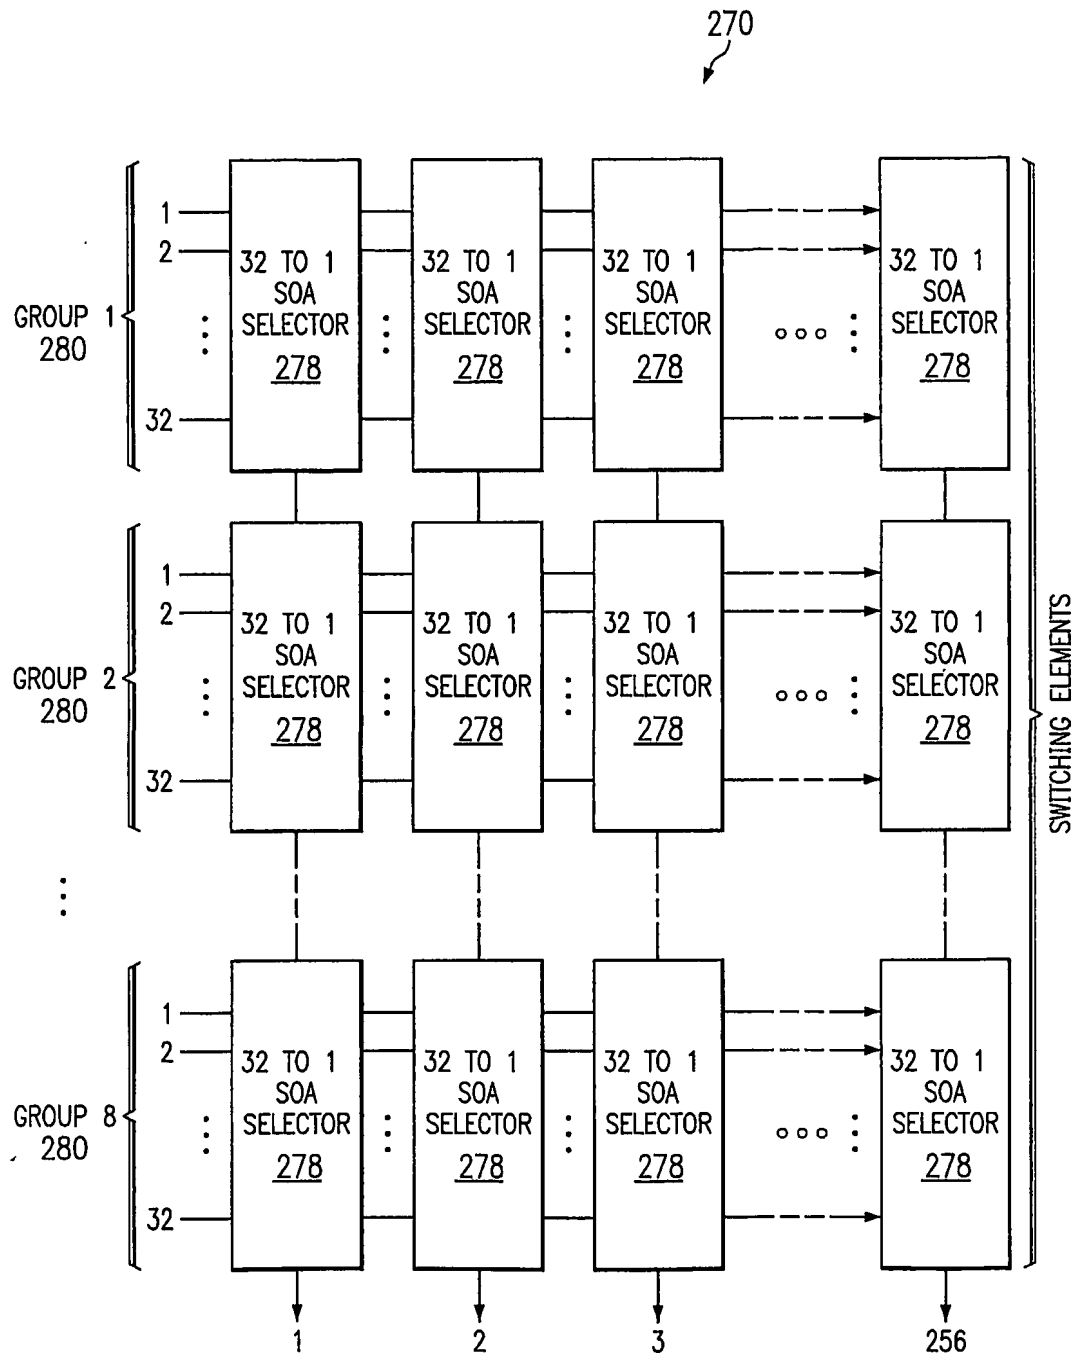 270
GROUP 1
280
1
2
32
32 TO 1
SOA
SELECTOR
278
32 TO 1
SOA
SELECTOR
278
32 TO 1
SOA
SELECTOR
278
32 TO 1
SOA
SELECTOR
278
GROUP 2
280
1
2
32
32 TO 1
SOA
SELECTOR
278
32 TO 1
SOA
SELECTOR
278
32 TO 1
SOA
SELECTOR
278
32 TO 1
SOA
SELECTOR
278
SWITCHING ELEMENTS
GROUP 8
280
1
2
32
32 TO 1
SOA
SELECTOR
278
32 TO 1
SOA
SELECTOR
278
32 TO 1
SOA
SELECTOR
278
32 TO 1
SOA
SELECTOR
278
1
2
3
256